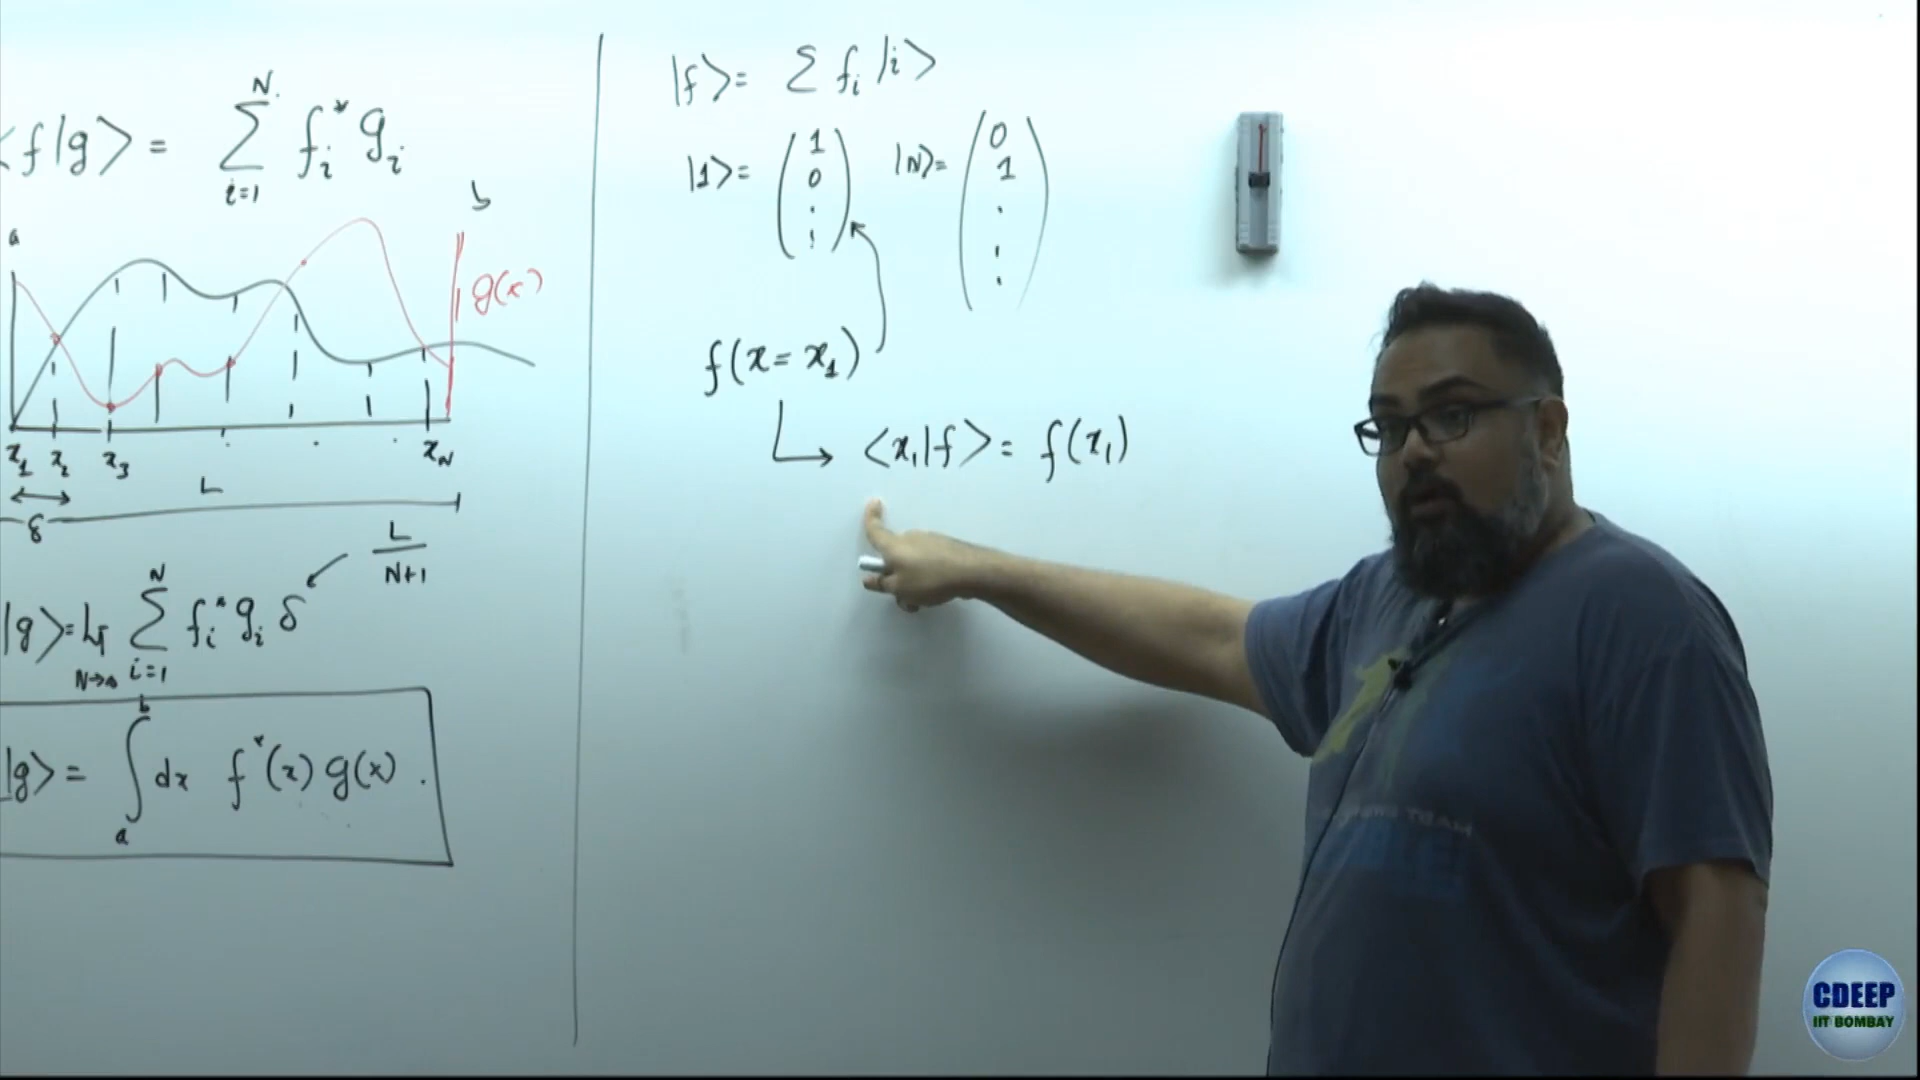 <f|g> = Σ_{i=1}^{N} f_i^* g_i
a
b
g(x)
x_1 x_2 x_3 x_N
L
δ
L/(N+1)
|g> = Lt_{N→∞} Σ_{i=1}^{N} f_i^* g_i δ
|g> = ∫_a^b dx f^*(x) g(x).
|f> = Σ f_i |i>
|1> = (1 0 : :) |N> = (0 1 . : :)
f(x = x_1)
<x_1|f> = f(x_1)
CDEEP
IIT BOMBAY